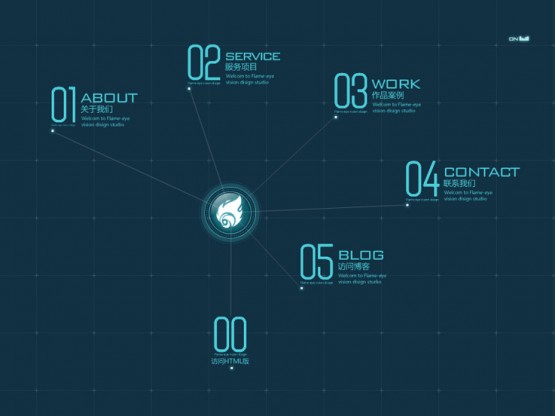 ON
02 SERVICE
服务项目
Welcom to Flame-eye
vision disign studio
01 ABOUT
关于我们
Welcom to Flame-eye
vision disign studio
03 WORK
作品案例
Wellcom to Flame-eye
vision disign studio
04 CONTACT
联系我们
Welcom to Flame-eye
vision disign studio
05 BLOG
访问博客
Welcom to Flame-eye
vision disign studio
00
访问HTML版